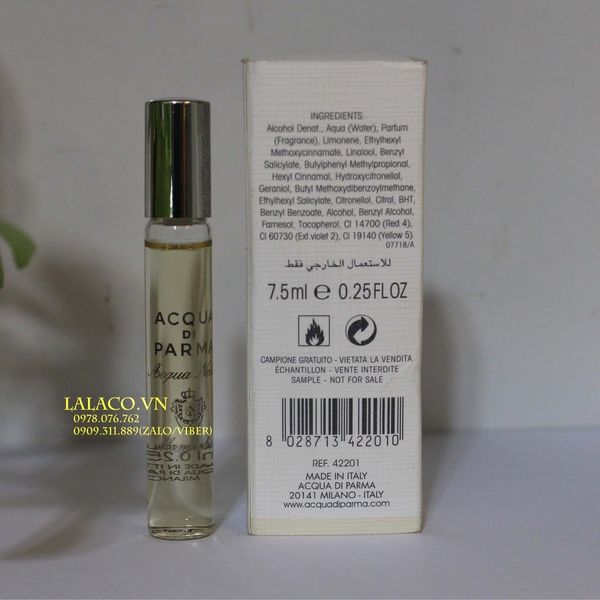 ACQUA
DI
PARMA
Acqua
LALACO.VN
0978.076.762
0909.311.889(ZALO/VIBER)
INGREDIENTS:
Alcohol Denat., Aqua (Water), Parfum
(Fragrance), Limonene, Ethylhexyl
Methoxycinnamate, Linalool, Benzyl
Salicylate, Butylphenyl Methylpropional,
Hexyl Cinnamal, Hydroxycitronellol,
Geraniol, Butyl Methoxydibenzoylmethane,
Ethylhexyl Salicylate, Citronellol, Citral, BHT,
Benzyl Benzoate, Alcohol, Benzyl Alcohol,
Farnesol, Tocopherol, CI 14700 (Red 4),
CI 60730 (Ext.violet 2), CI 19140 (Yellow 5).
07718/A
للاستعمال الخارجي فقط
7.5ml e 0.25FLOZ
CAMPIONE GRATUITO - VIETATA LA VENDITA
ÉCHANTILLON - VENTE INTERDITE
SAMPLE - NOT FOR SALE
8 028713 422010
REF. 42201
MADE IN ITALY
ACQUA DI PARMA
20141 MILANO - ITALY
www.acquadiparma.com